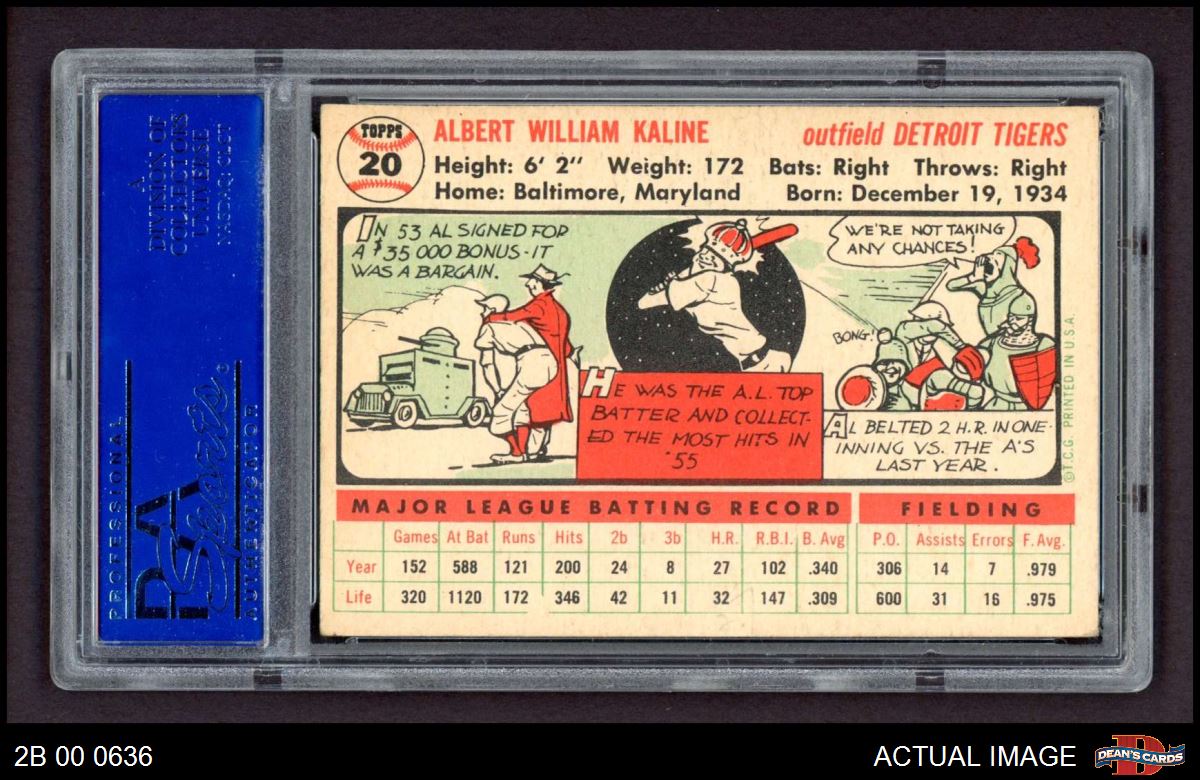 A
DIVISION OF
COLLECTORS
UNIVERSE
NASDQ: CLCT
PROFESSIONAL
PSA
Sports
AUTHENTICATOR
TOPPS
20
ALBERT WILLIAM KALINE outfield DETROIT TIGERS
Height: 6' 2" Weight: 172 Bats: Right Throws: Right
Home: Baltimore, Maryland Born: December 19, 1934
IN 53 AL SIGNED FOR
A $35 000 BONUS - IT
WAS A BARGAIN.
HE WAS THE A.L. TOP
BATTER AND COLLECT-
ED THE MOST HITS IN
'55
WE'RE NOT TAKING
ANY CHANCES!
BONG!
AL BELTED 2 H.R. IN ONE
INNING VS. THE A'S
LAST YEAR.
©T.C.G. PRINTED IN U.S.A.
MAJOR LEAGUE BATTING RECORD FIELDING
Games At Bat Runs Hits 2b 3b H.R. R.B.I. B. Avg P.O. Assists Errors F. Avg.
Year 152 588 121 200 24 8 27 102 .340 306 14 7 .979
Life 320 1120 172 346 42 11 32 147 .309 600 31 16 .975
2B 00 0636
ACTUAL IMAGE
D
DEAN'S CARDS